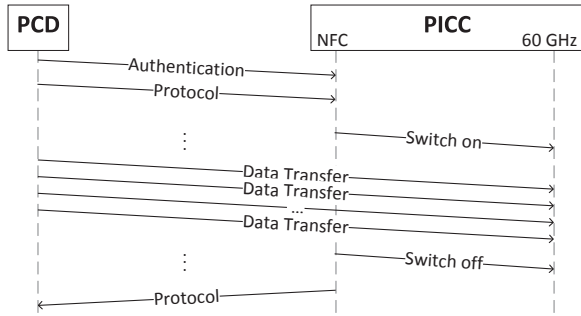 PCD
PICC
NFC
60 GHz
Authentication
Protocol
⋮
Switch on
Data Transfer
Data Transfer
...
Data Transfer
⋮
Switch off
Protocol